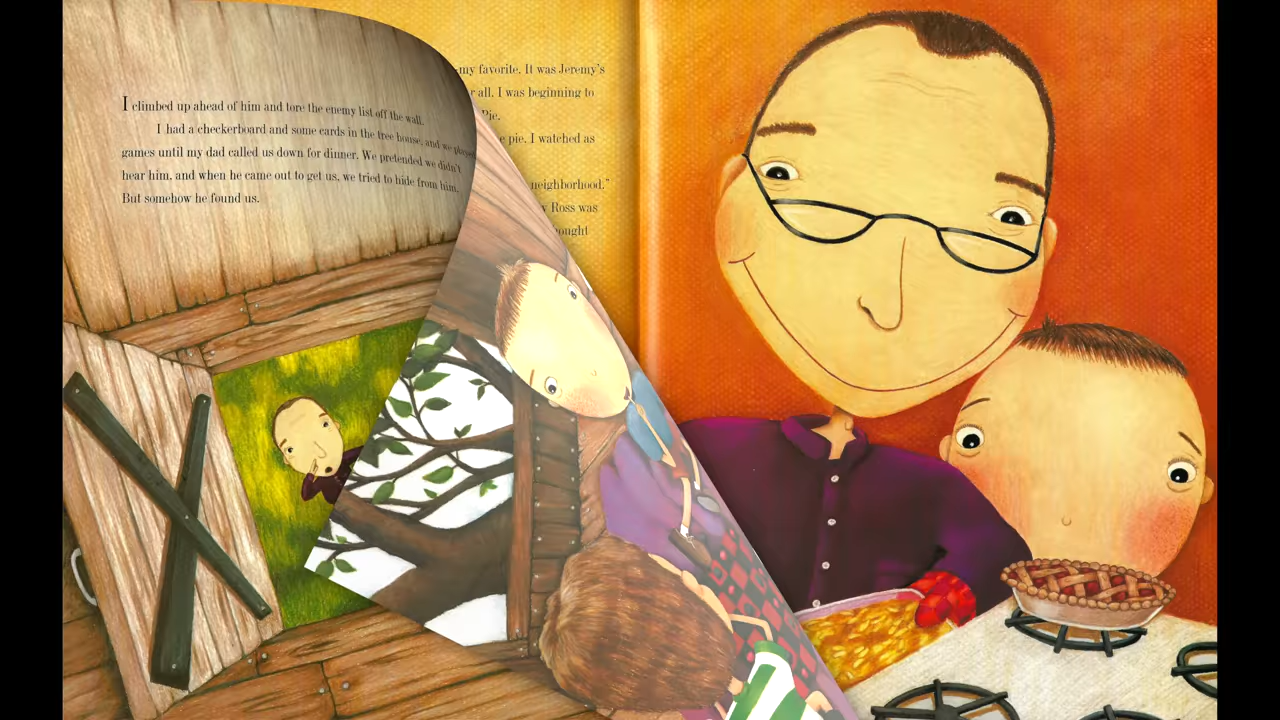 I climbed up ahead of him and tore the enemy list off the wall.
I had a checkerboard and some cards in the tree house, and we played
games until my dad called us down for dinner. We pretended we didn't
hear him, and when he came out to get us, we tried to hide from him.
But somehow he found us.
my favorite. It was Jeremy's
all. I was beginning to
Pie.
pie. I watched as
neighborhood."
Ross was